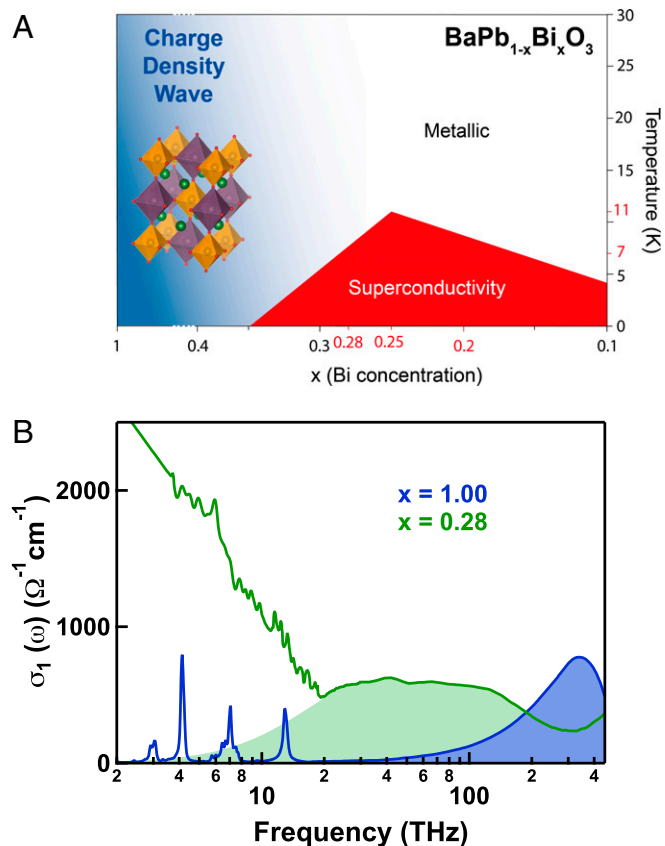 A
Charge
Density
Wave
BaPb1-xBixO3
Metallic
Superconductivity
30
25
20
15
11
7
5
0
Temperature (K)
1
0.4
0.3
0.28
0.25
0.2
0.1
x (Bi concentration)
B
x = 1.00
x = 0.28
2000
1000
0
σ1 (ω) (Ω-1 cm-1)
2 4 6 8 10 2 4 6 8 100 2 4
Frequency (THz)